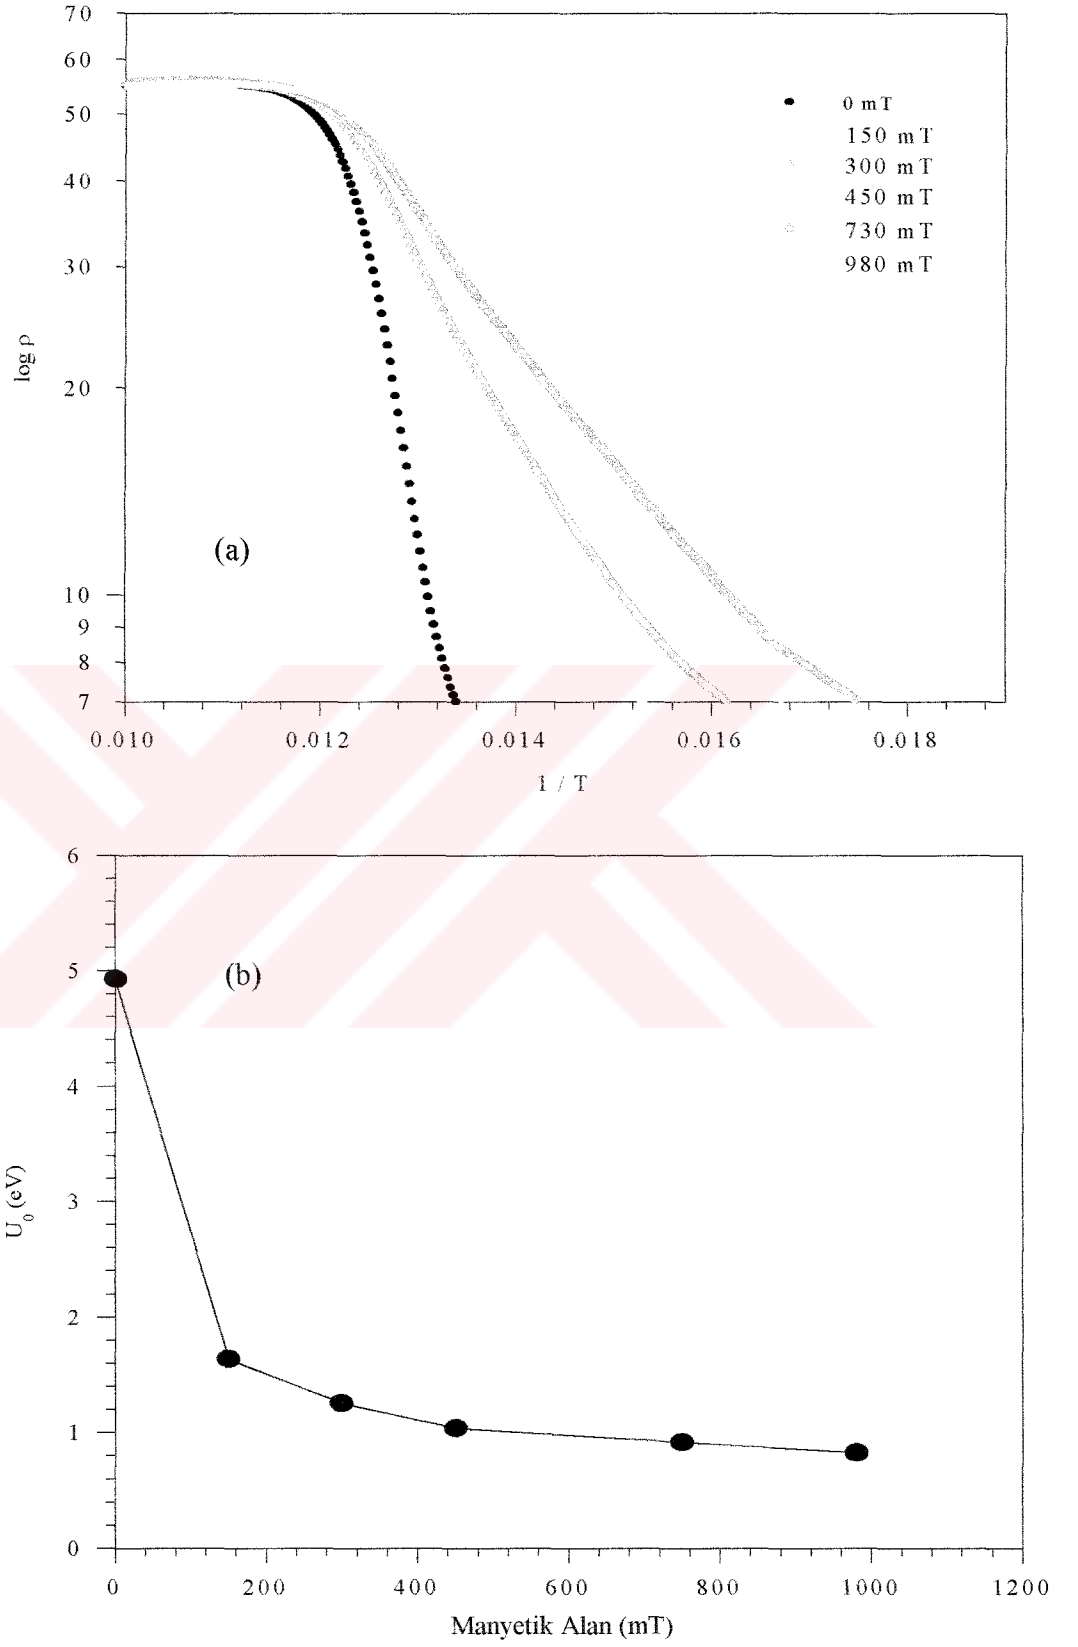 70
60
50
40
30
20
10
9
8
7
log ρ
0 mT
150 mT
300 mT
450 mT
730 mT
980 mT
(a)
0.010 0.012 0.014 0.016 0.018
1 / T
6
5
4
3
2
1
0
U0 (eV)
(b)
0 200 400 600 800 1000 1200
Manyetik Alan (mT)